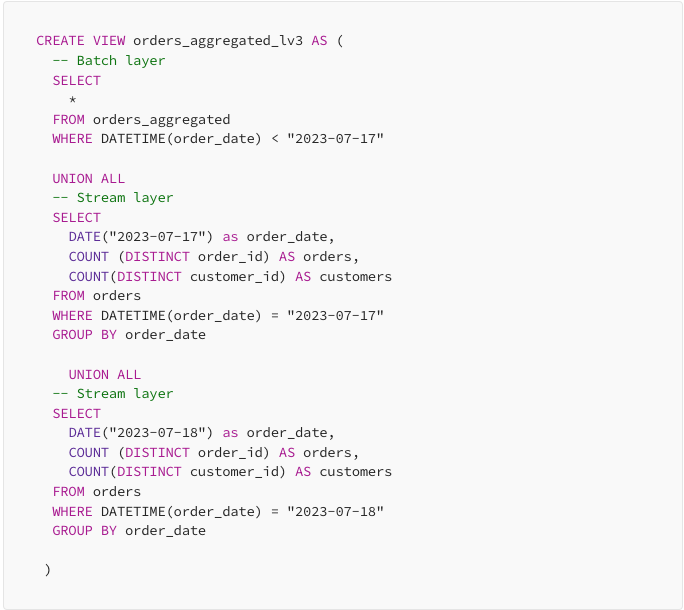 CREATE VIEW orders_aggregated_lv3 AS (
-- Batch layer
SELECT
*
FROM orders_aggregated
WHERE DATETIME(order_date) < "2023-07-17"
UNION ALL
-- Stream layer
SELECT
DATE("2023-07-17") as order_date,
COUNT (DISTINCT order_id) AS orders,
COUNT(DISTINCT customer_id) AS customers
FROM orders
WHERE DATETIME(order_date) = "2023-07-17"
GROUP BY order_date
UNION ALL
-- Stream layer
SELECT
DATE("2023-07-18") as order_date,
COUNT (DISTINCT order_id) AS orders,
COUNT(DISTINCT customer_id) AS customers
FROM orders
WHERE DATETIME(order_date) = "2023-07-18"
GROUP BY order_date
)